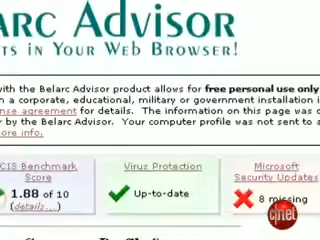 arc Advisor
ts in Your Web Browser!
with the Belarc Advisor product allows for free personal use only
a corporate, educational, military or government installation i
nse agreement for details. The information on this page was c
r by the Belarc Advisor. Your computer profile was not sent to a
ore info.
CIS Benchmark
Score
1.88 of 10
(details...)
Virus Protection
Up-to-date
Microsoft
Security Updates
8 missing
c|net